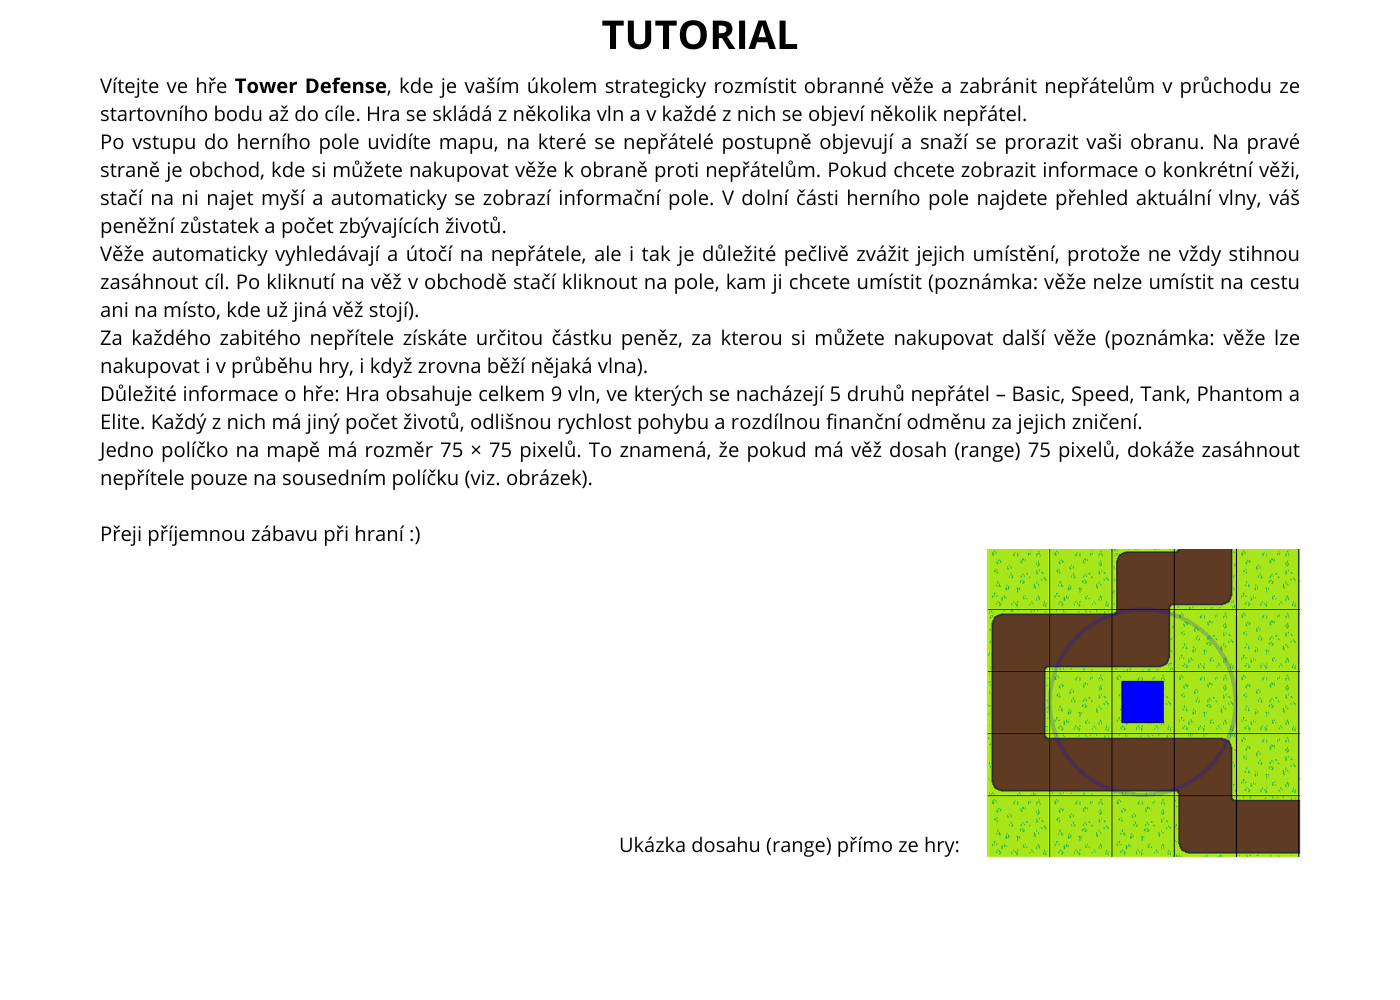 TUTORIAL
Vítejte ve hře Tower Defense, kde je vaším úkolem strategicky rozmístit obranné věže a zabránit nepřátelům v průchodu ze
startovního bodu až do cíle. Hra se skládá z několika vln a v každé z nich se objeví několik nepřátel.
Po vstupu do herního pole uvidíte mapu, na které se nepřátelé postupně objevují a snaží se prorazit vaši obranu. Na pravé
straně je obchod, kde si můžete nakupovat věže k obraně proti nepřátelům. Pokud chcete zobrazit informace o konkrétní věži,
stačí na ni najet myší a automaticky se zobrazí informační pole. V dolní části herního pole najdete přehled aktuální vlny, váš
peněžní zůstatek a počet zbývajících životů.
Věže automaticky vyhledávají a útočí na nepřátele, ale i tak je důležité pečlivě zvážit jejich umístění, protože ne vždy stihnou
zasáhnout cíl. Po kliknutí na věž v obchodě stačí kliknout na pole, kam ji chcete umístit (poznámka: věže nelze umístit na cestu
ani na místo, kde už jiná věž stojí).
Za každého zabitého nepřítele získáte určitou částku peněz, za kterou si můžete nakupovat další věže (poznámka: věže lze
nakupovat i v průběhu hry, i když zrovna běží nějaká vlna).
Důležité informace o hře: Hra obsahuje celkem 9 vln, ve kterých se nacházejí 5 druhů nepřátel – Basic, Speed, Tank, Phantom a
Elite. Každý z nich má jiný počet životů, odlišnou rychlost pohybu a rozdílnou finanční odměnu za jejich zničení.
Jedno políčko na mapě má rozměr 75 × 75 pixelů. To znamená, že pokud má věž dosah (range) 75 pixelů, dokáže zasáhnout
nepřítele pouze na sousedním políčku (viz. obrázek).
Přeji příjemnou zábavu při hraní :)
Ukázka dosahu (range) přímo ze hry: